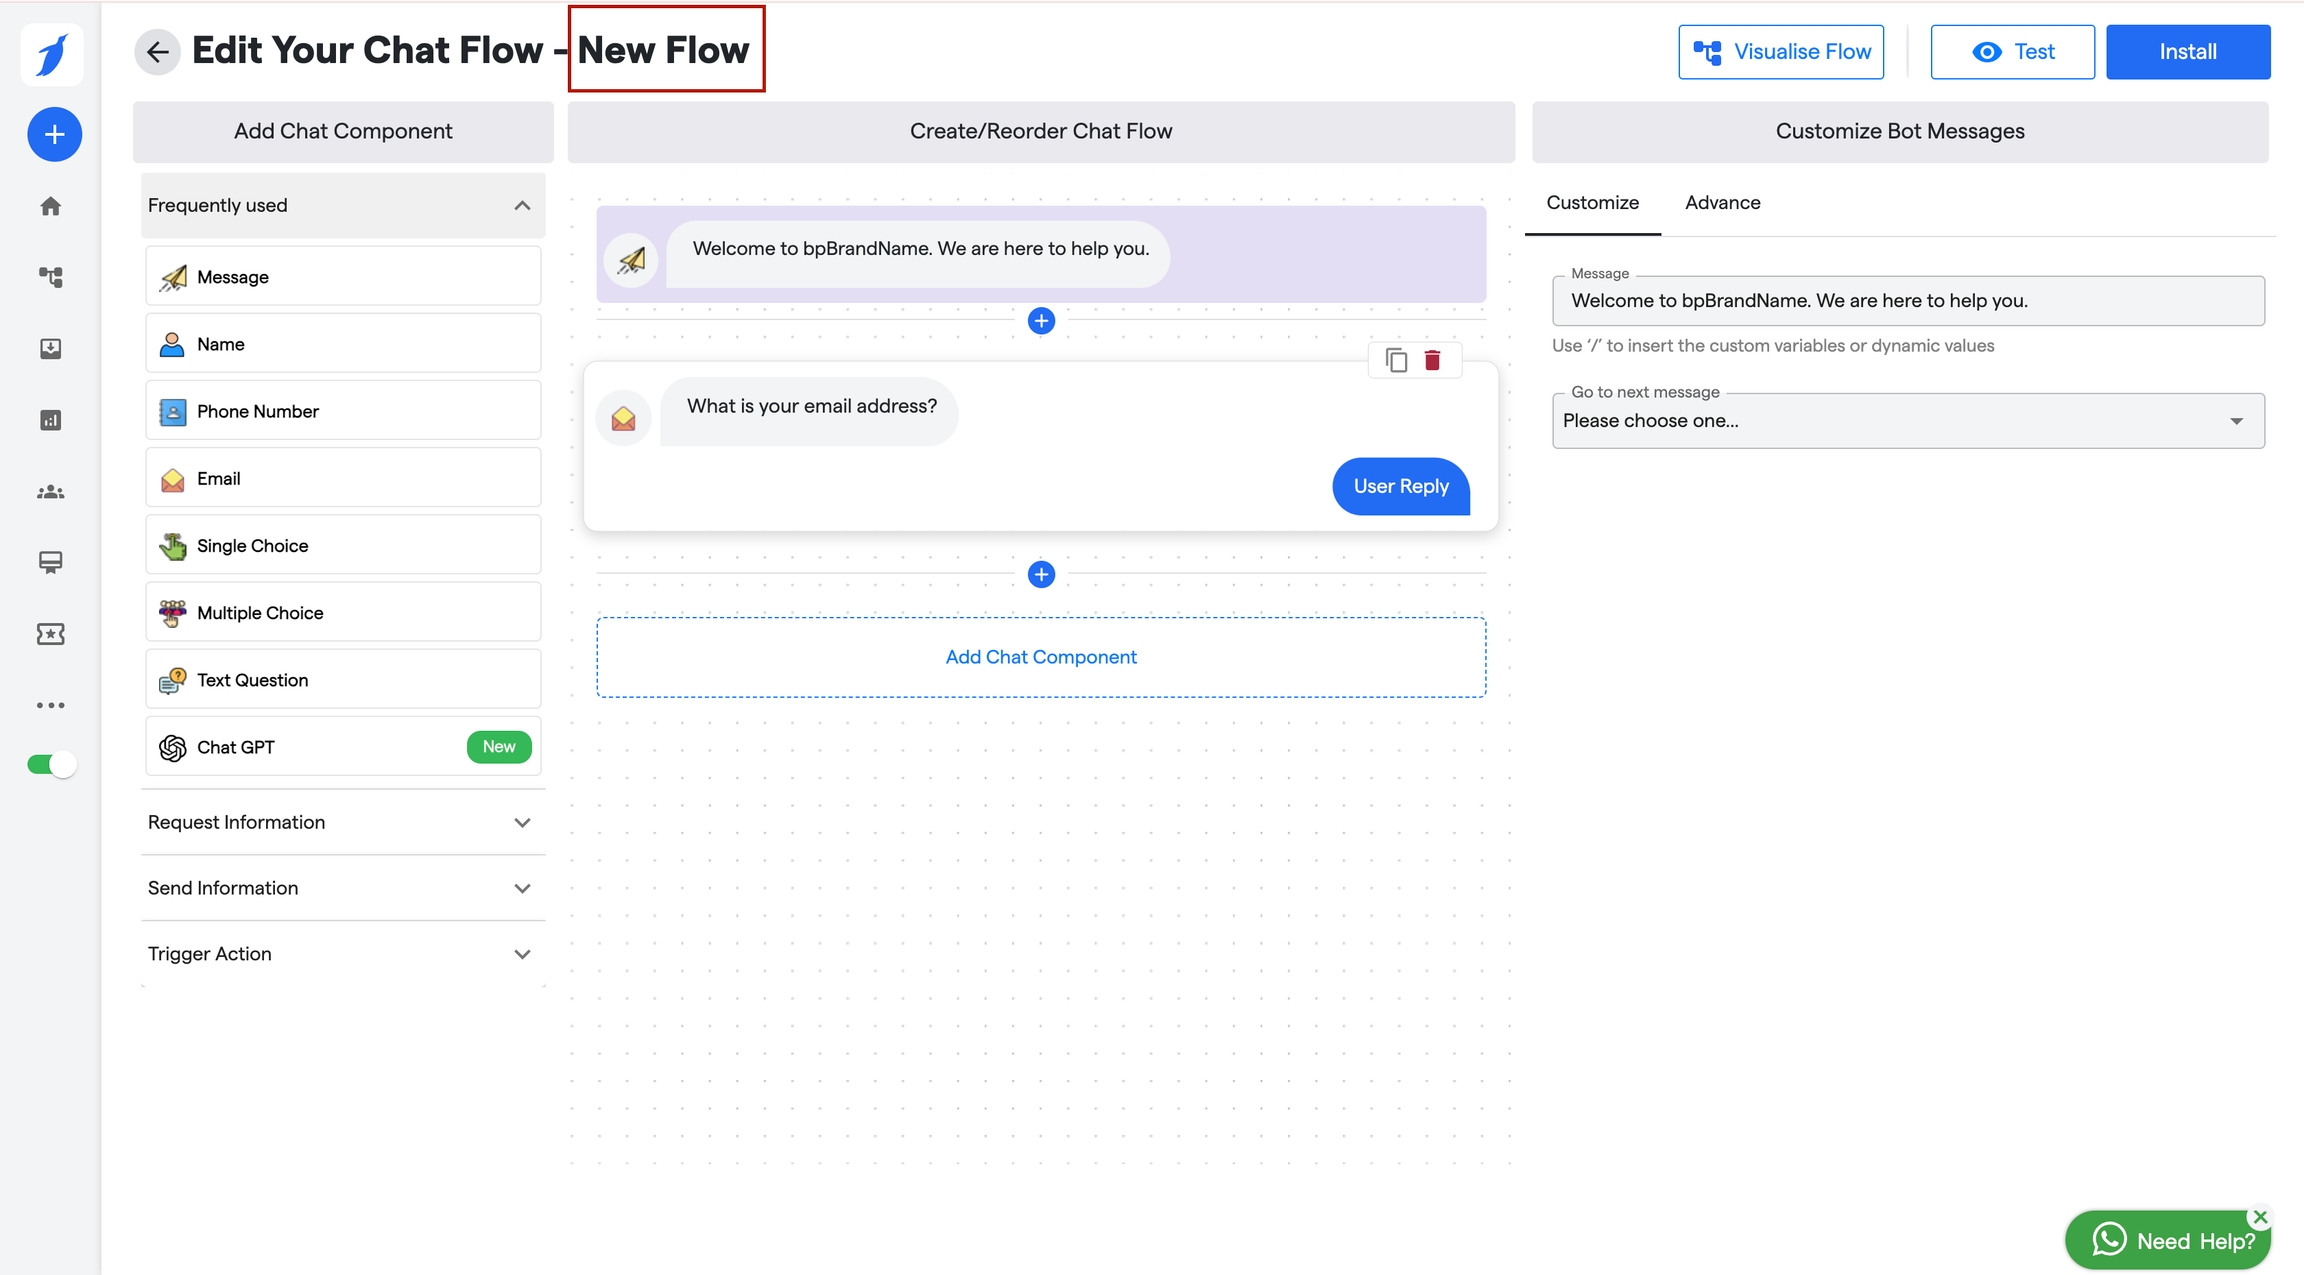 Edit Your Chat Flow - New Flow
Visualise Flow
Test
Install
Add Chat Component
Create/Reorder Chat Flow
Customize Bot Messages
Frequently used
Message
Name
Phone Number
Email
Single Choice
Multiple Choice
Text Question
Chat GPT
New
Request Information
Send Information
Trigger Action
Welcome to bpBrandName. We are here to help you.
What is your email address?
User Reply
Add Chat Component
Customize
Advance
Message
Welcome to bpBrandName. We are here to help you.
Use ‘/’ to insert the custom variables or dynamic values
Go to next message
Please choose one...
Need Help?